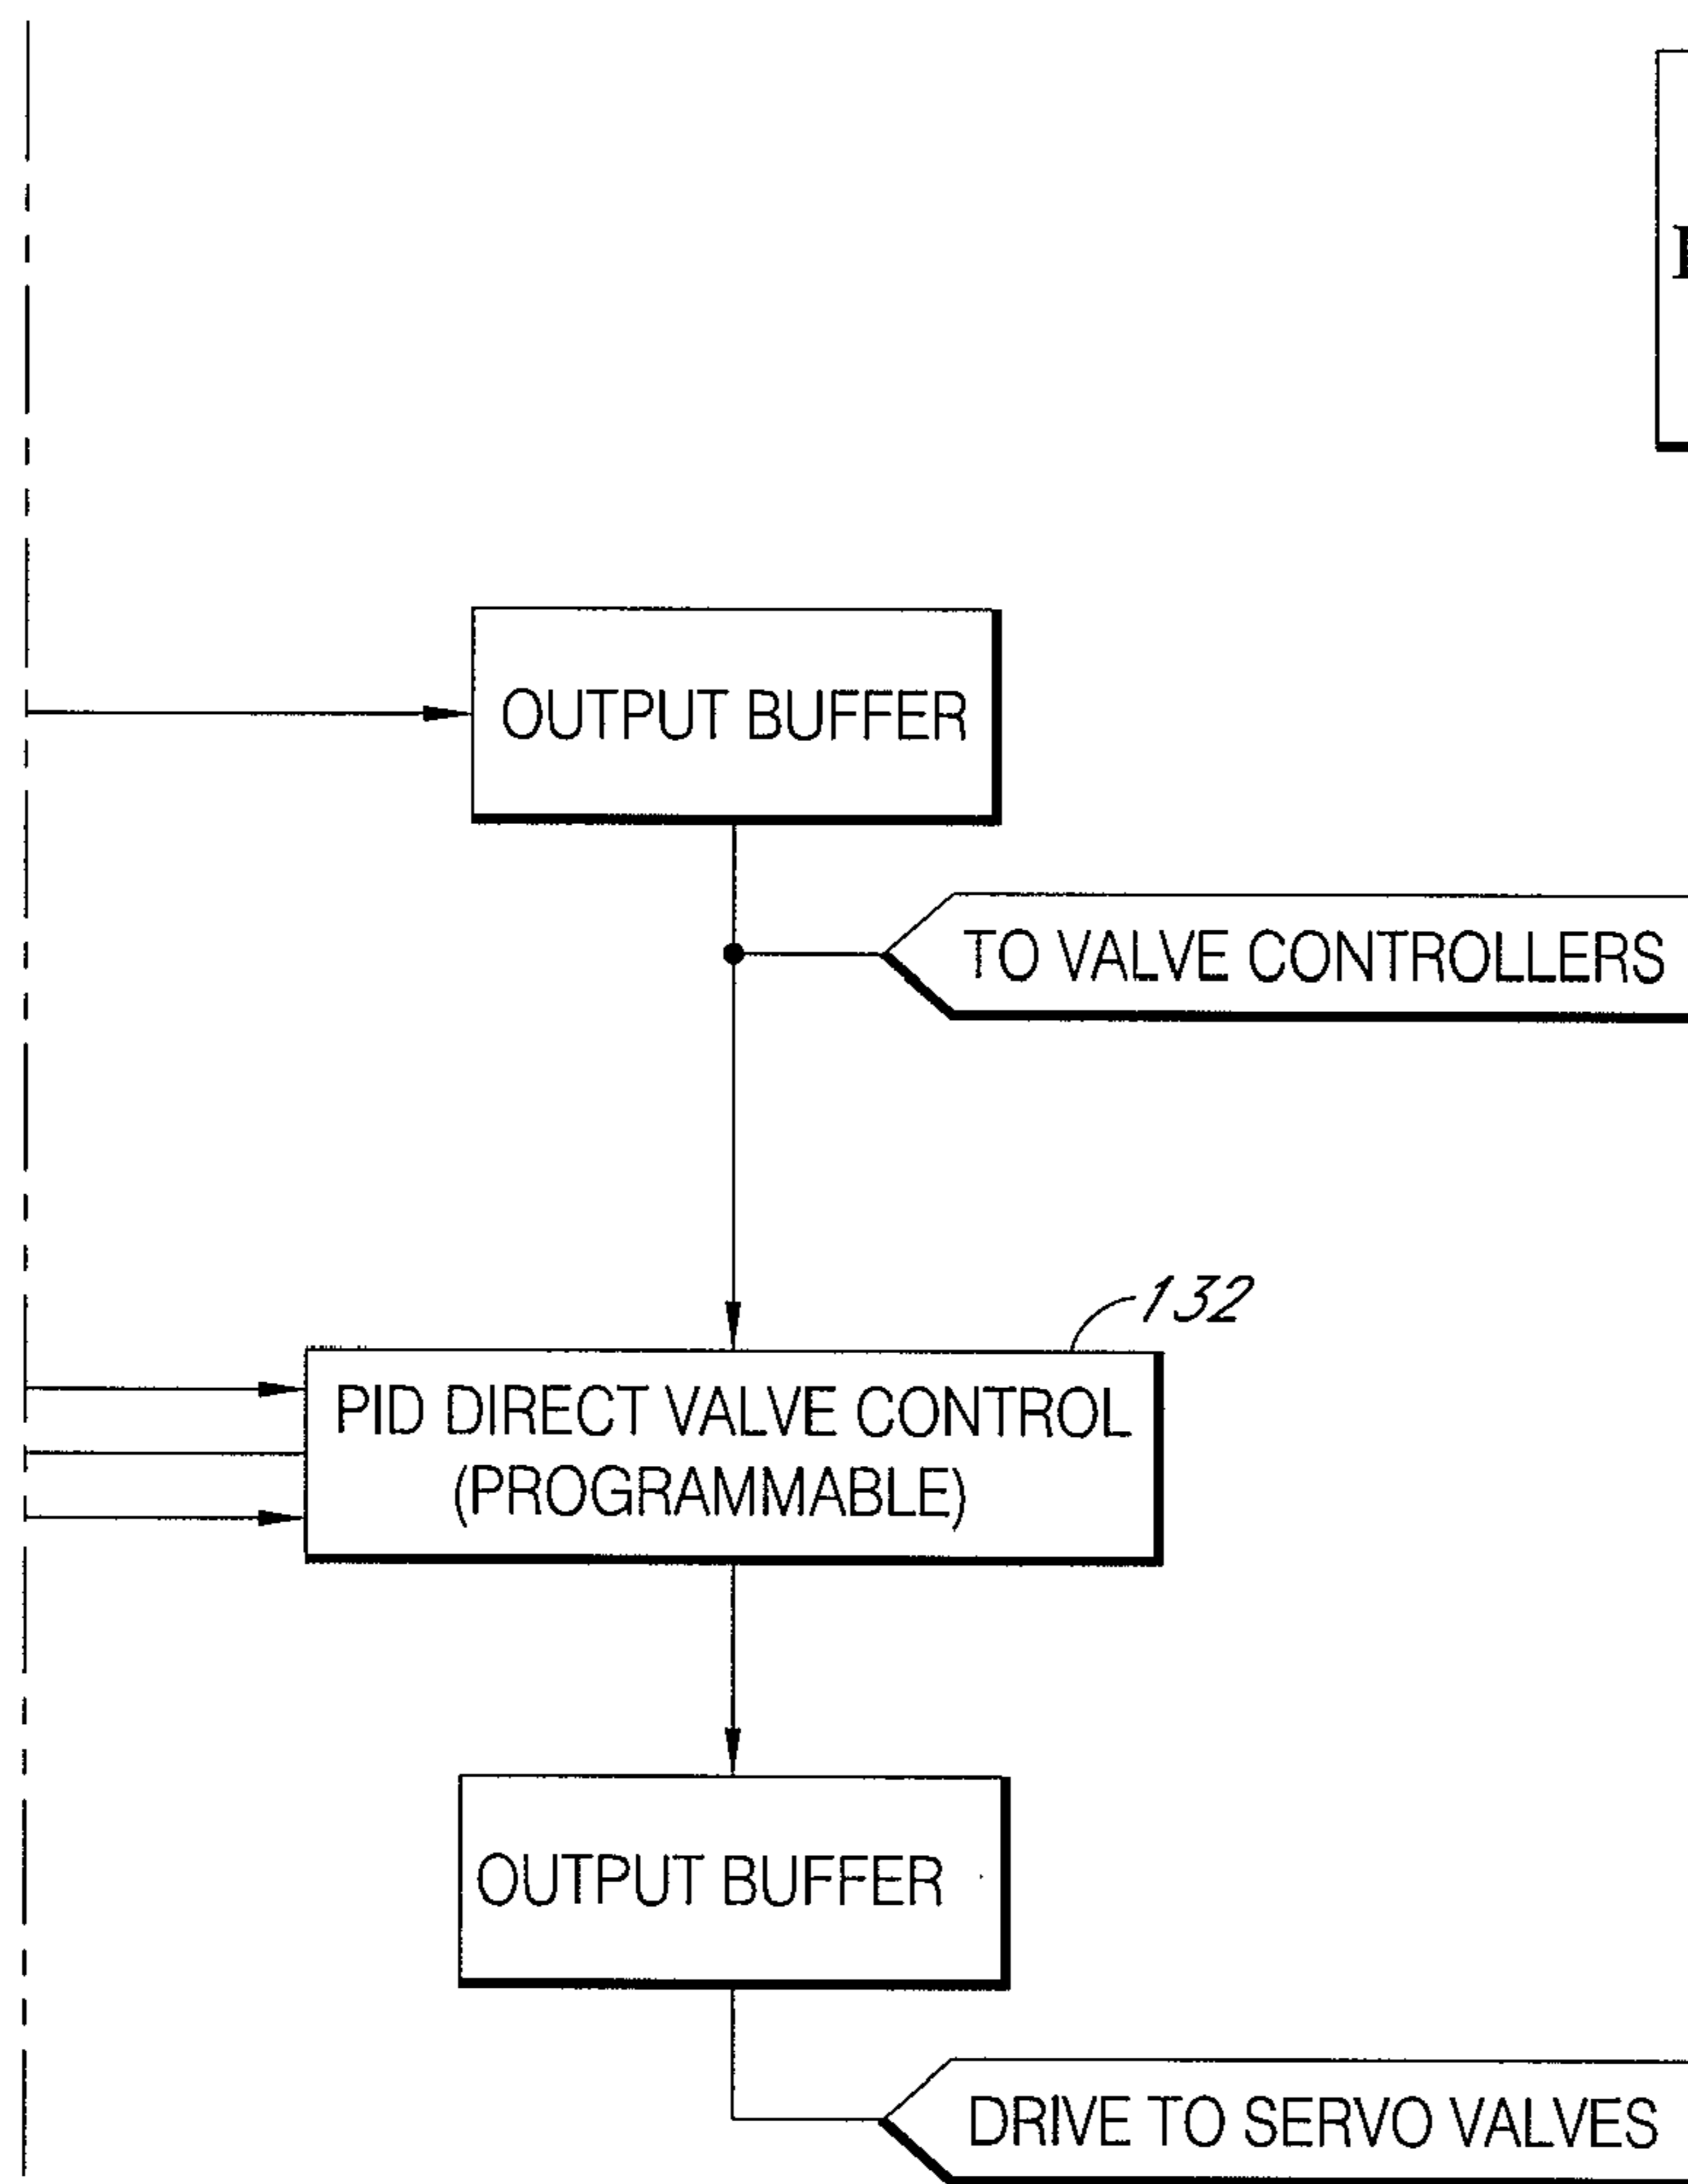 OUTPUT BUFFER
TO VALVE CONTROLLERS
132
PID DIRECT VALVE CONTROL
(PROGRAMMABLE)
OUTPUT BUFFER
DRIVE TO SERVO VALVES